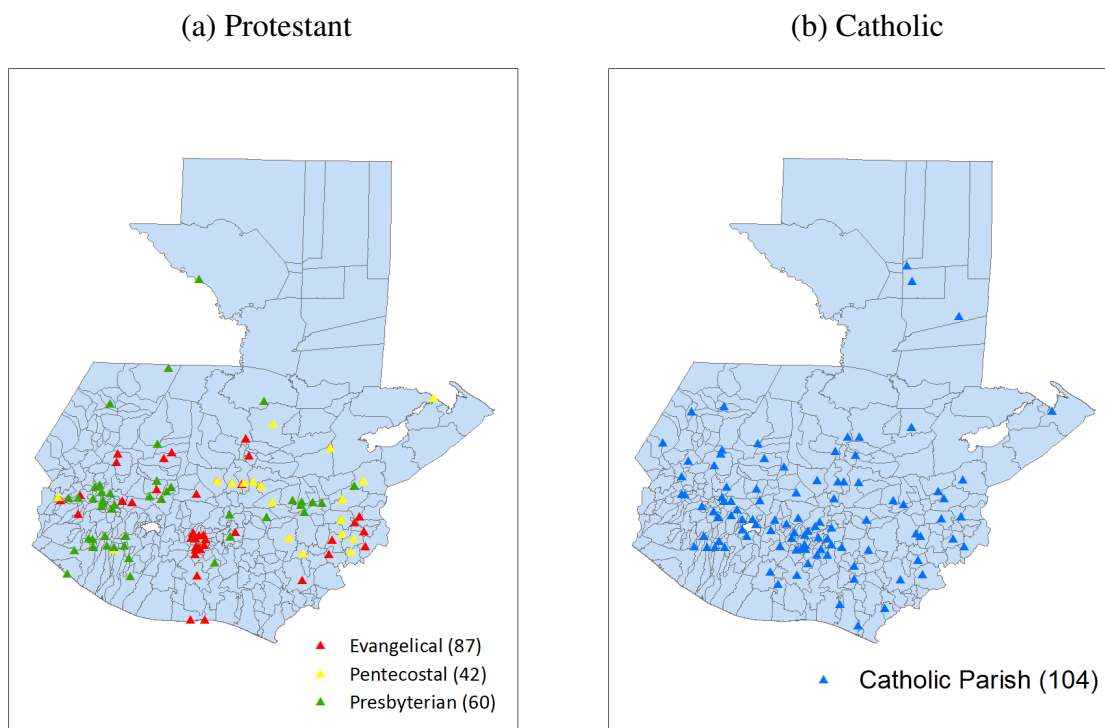 (a) Protestant
(b) Catholic
Evangelical (87)
Pentecostal (42)
Presbyterian (60)
Catholic Parish (104)